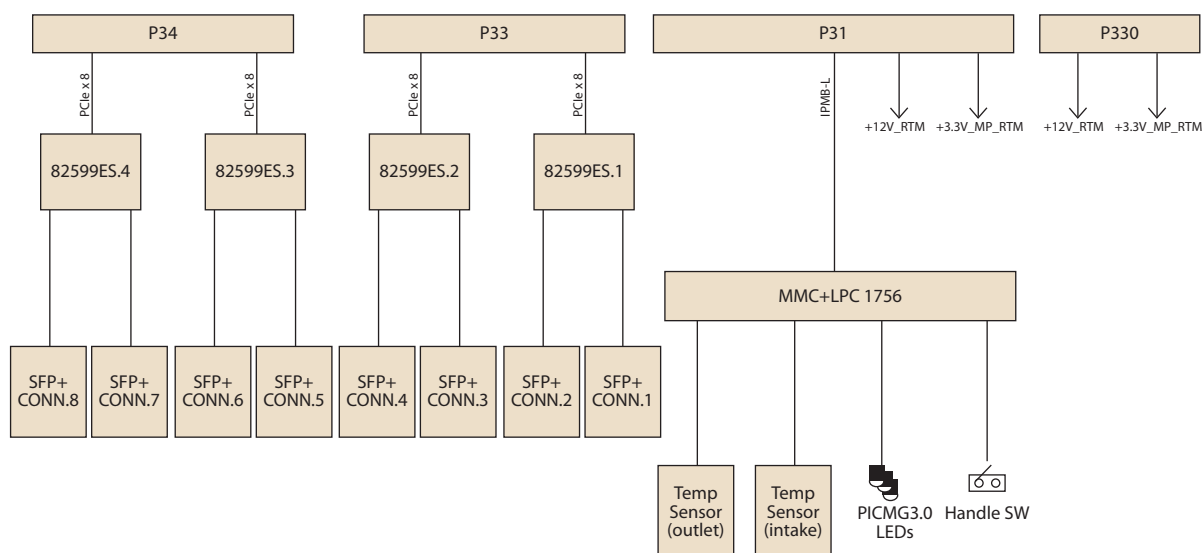 P34
P33
P31
P330
PCIe x 8
PCIe x 8
PCIe x 8
PCIe x 8
IPMB-L
+12V_RTM
+3.3V_MP_RTM
+12V_RTM
+3.3V_MP_RTM
82599ES.4
82599ES.3
82599ES.2
82599ES.1
MMC+LPC 1756
SFP+
CONN.8
SFP+
CONN.7
SFP+
CONN.6
SFP+
CONN.5
SFP+
CONN.4
SFP+
CONN.3
SFP+
CONN.2
SFP+
CONN.1
Temp
Sensor
(outlet)
Temp
Sensor
(intake)
PICMG3.0
LEDs
Handle SW